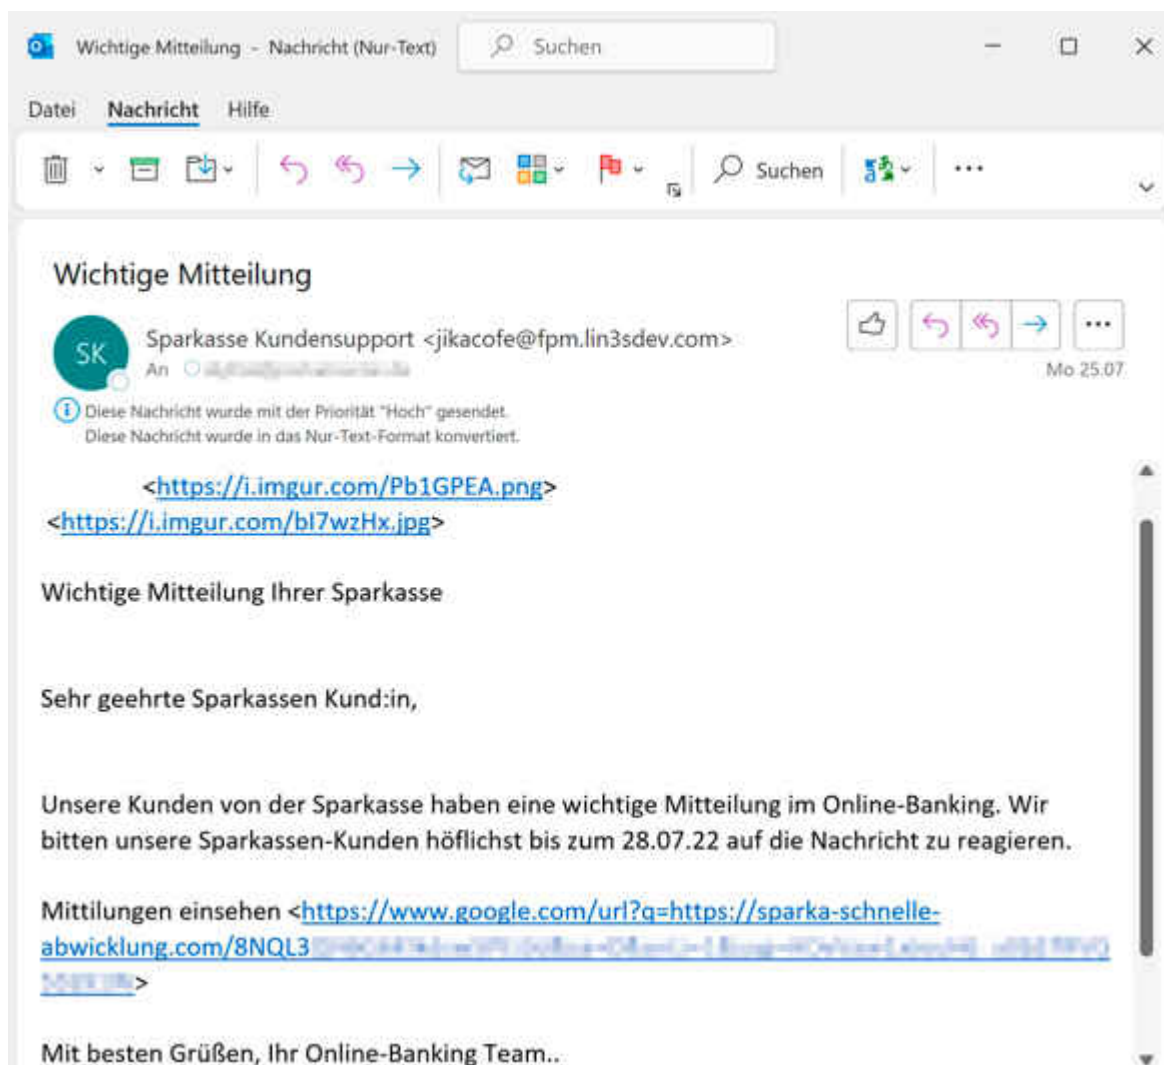 Wichtige Mitteilung - Nachricht (Nur-Text)
Suchen
Datei Nachricht Hilfe
Suchen
Wichtige Mitteilung
SK
Sparkasse Kundensupport <jikacofe@fpm.lin3sdev.com>
An
Mo 25.07
Diese Nachricht wurde mit der Priorität "Hoch" gesendet.
Diese Nachricht wurde in das Nur-Text-Format konvertiert.
<https://i.imgur.com/Pb1GPEA.png>
<https://i.imgur.com/bI7wzHx.jpg>
Wichtige Mitteilung Ihrer Sparkasse
Sehr geehrte Sparkassen Kund:in,
Unsere Kunden von der Sparkasse haben eine wichtige Mitteilung im Online-Banking. Wir
bitten unsere Sparkassen-Kunden höflichst bis zum 28.07.22 auf die Nachricht zu reagieren.
Mittilungen einsehen <https://www.google.com/url?q=https://sparka-schnelle-
abwicklung.com/8NQL3
>
Mit besten Grüßen, Ihr Online-Banking Team..